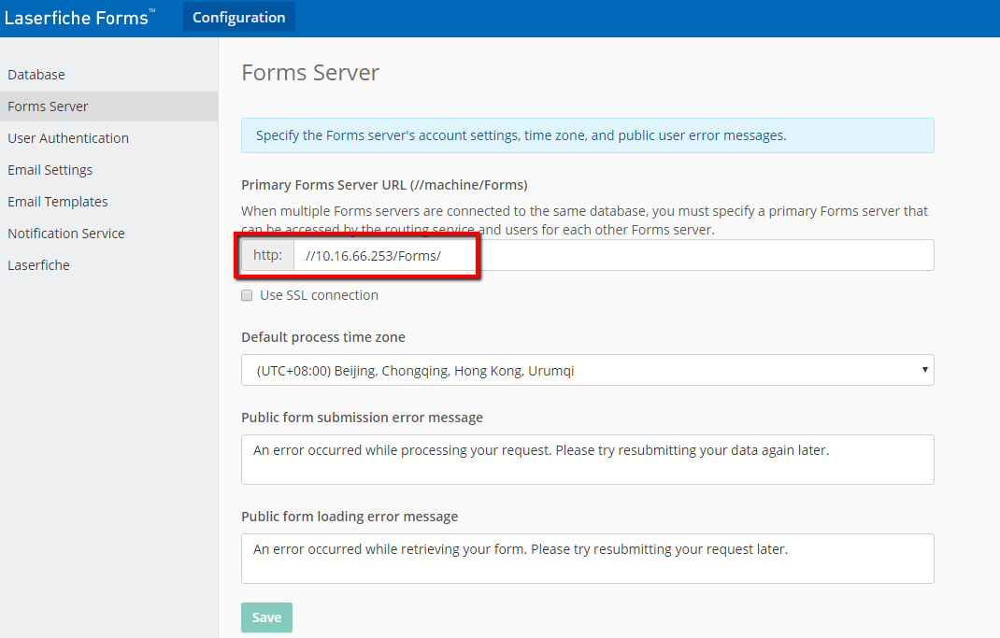 Laserfiche Forms™ Configuration
Database
Forms Server
User Authentication
Email Settings
Email Templates
Notification Service
Laserfiche
Forms Server
Specify the Forms server's account settings, time zone, and public user error messages.
Primary Forms Server URL (//machine/Forms)
When multiple Forms servers are connected to the same database, you must specify a primary Forms server that
can be accessed by the routing service and users for each other Forms server.
http: //10.16.66.253/Forms/
Use SSL connection
Default process time zone
(UTC+08:00) Beijing, Chongqing, Hong Kong, Urumqi
Public form submission error message
An error occurred while processing your request. Please try resubmitting your data again later.
Public form loading error message
An error occurred while retrieving your form. Please try resubmitting your request later.
Save